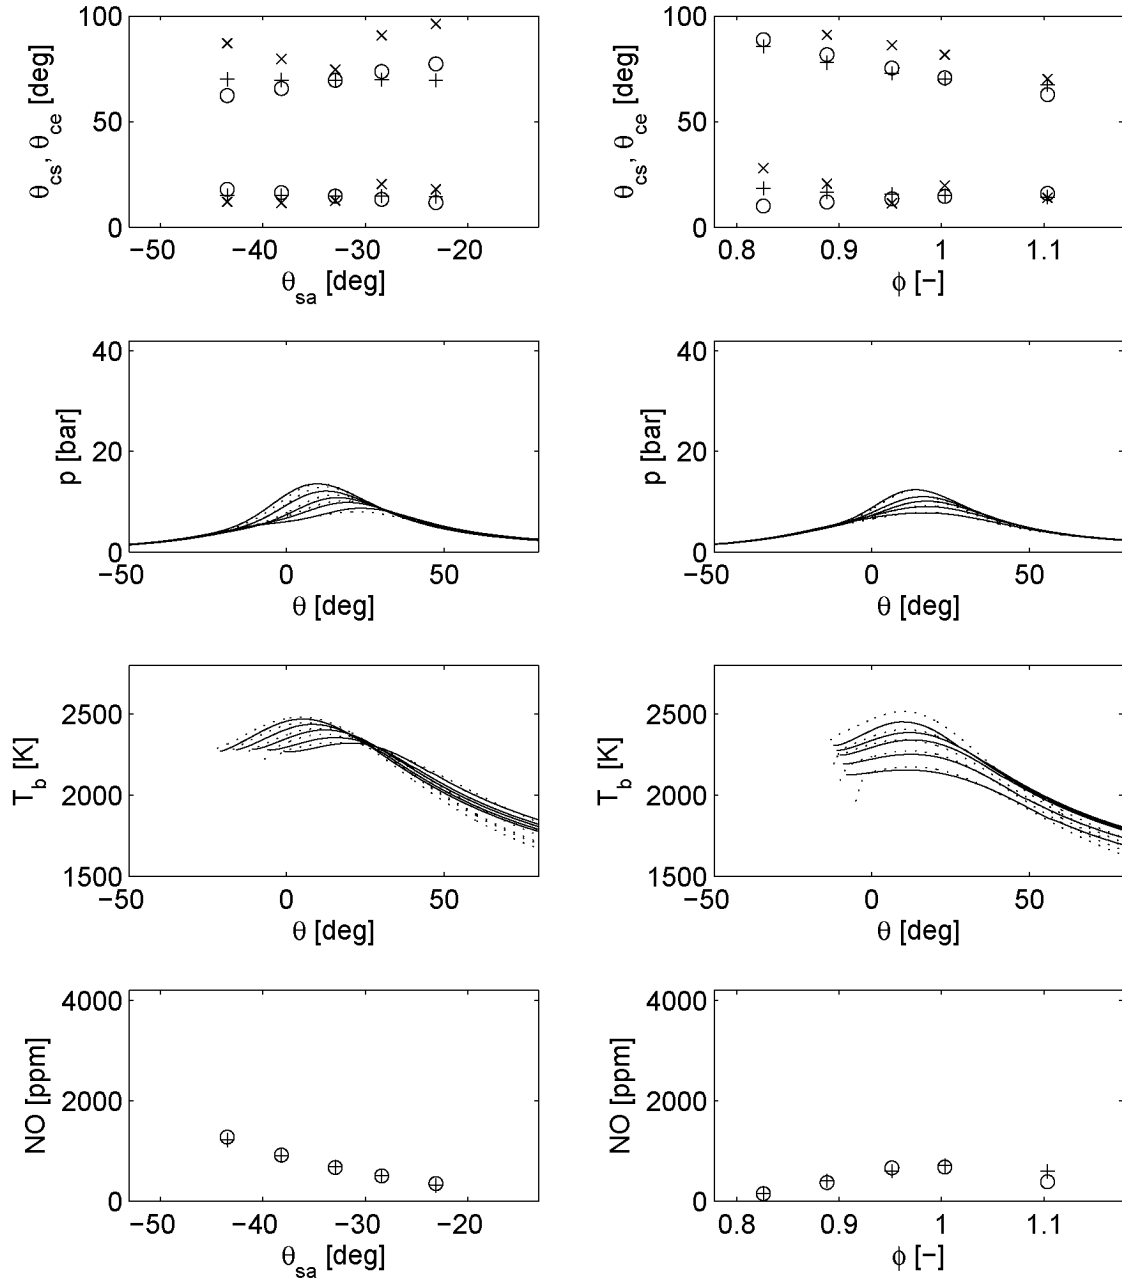 100
50
0
θcs, θce [deg]
−50 −40 −30 −20
θsa [deg]
100
50
0
θcs, θce [deg]
0.8 0.9 1 1.1
ϕ [−]
40
20
0
p [bar]
−50 0 50
θ [deg]
40
20
0
p [bar]
−50 0 50
θ [deg]
2500
2000
1500
Tb [K]
−50 0 50
θ [deg]
2500
2000
1500
Tb [K]
−50 0 50
θ [deg]
4000
2000
0
NO [ppm]
−50 −40 −30 −20
θsa [deg]
4000
2000
0
NO [ppm]
0.8 0.9 1 1.1
ϕ [−]